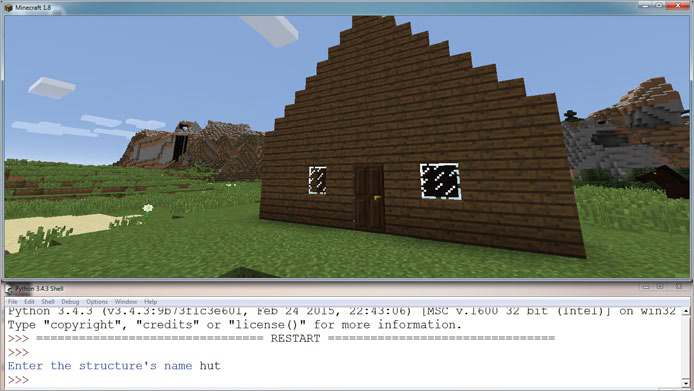 Minecraft 1.8
Python 3.4.3 Shell
File Edit Shell Debug Options Windows Help
Python 3.4.3 (v3.4.3:9b73f1c3e601, Feb 24 2015, 22:43:06) [MSC v.1600 32 bit (Intel)] on win32
Type "copyright", "credits" or "license()" for more information.
>>> ================================ RESTART ================================
>>>
Enter the structure's name hut
>>>